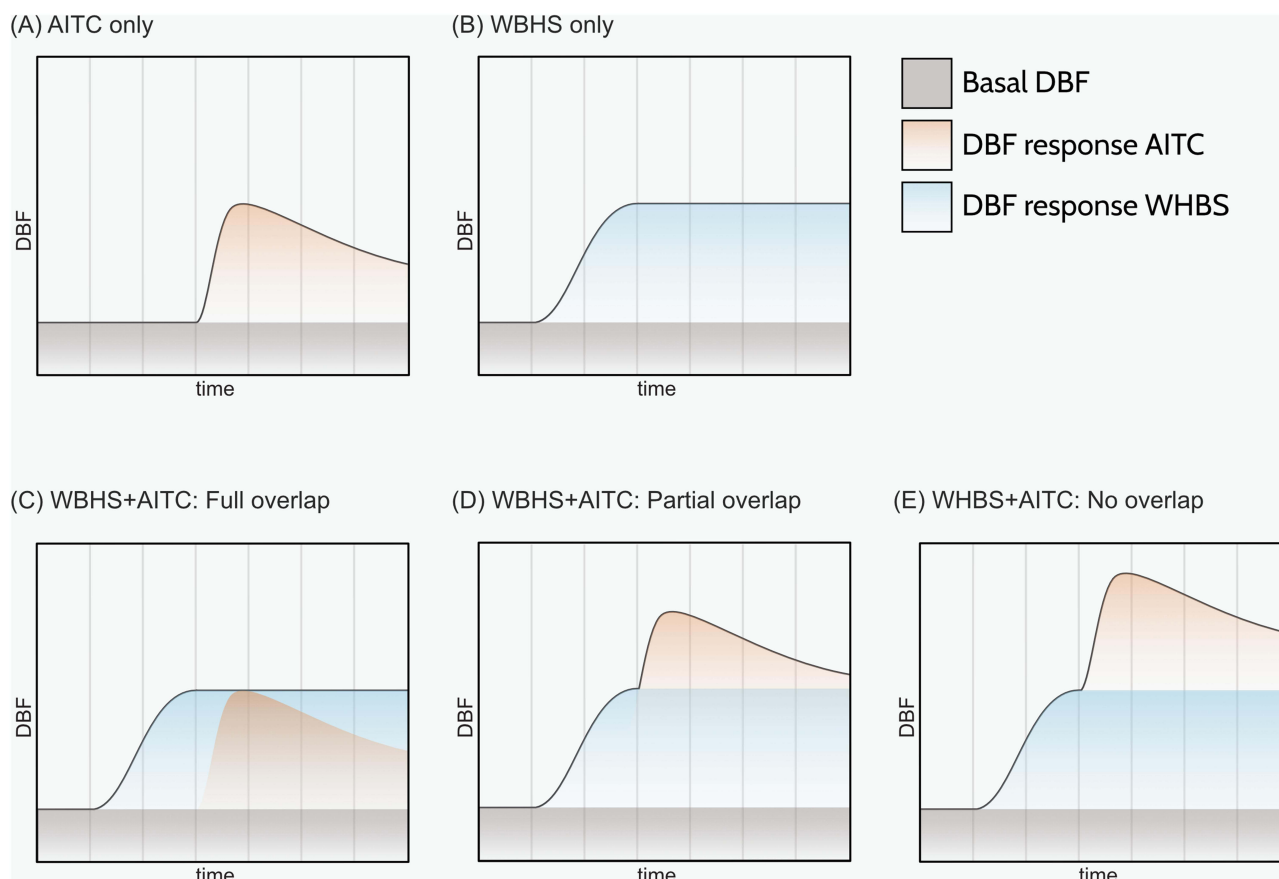 (A) AITC only
(B) WBHS only
Basal DBF
DBF response AITC
DBF response WHBS
DBF
time
DBF
time
(C) WBHS+AITC: Full overlap
(D) WBHS+AITC: Partial overlap
(E) WHBS+AITC: No overlap
DBF
time
DBF
time
DBF
time